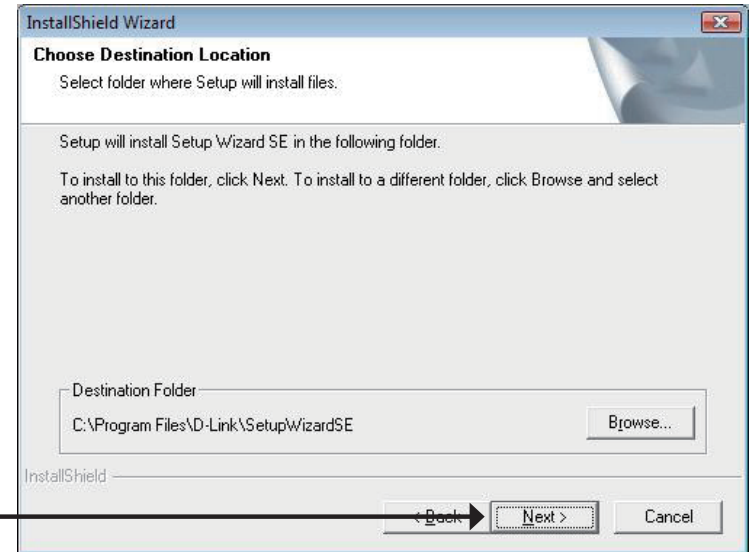 InstallShield Wizard
Choose Destination Location
Select folder where Setup will install files.
Setup will install Setup Wizard SE in the following folder.
To install to this folder, click Next. To install to a different folder, click Browse and select
another folder.
Destination Folder
C:\Program Files\D-Link\SetupWizardSE
Browse...
InstallShield
< Back
Next >
Cancel